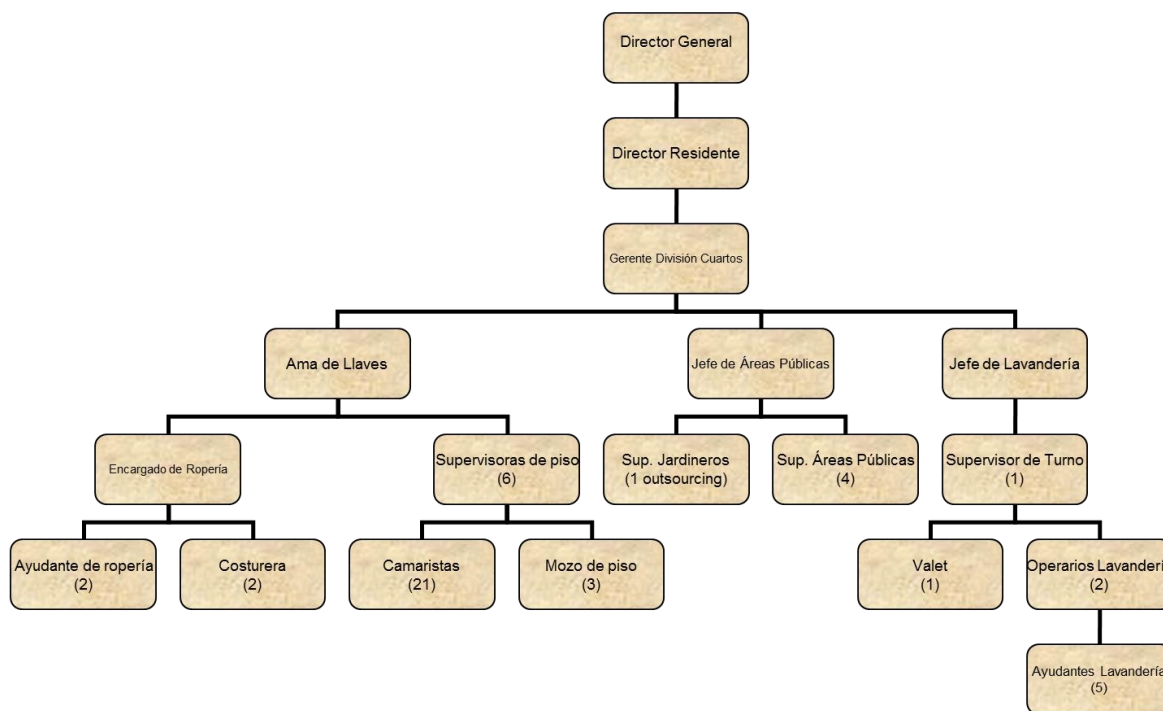 Director General
Director Residente
Gerente División Cuartos
Ama de Llaves
Jefe de Áreas Públicas
Jefe de Lavandería
Encargado de Ropería
Supervisoras de piso
(6)
Sup. Jardineros
(1 outsourcing)
Sup. Áreas Públicas
(4)
Supervisor de Turno
(1)
Ayudante de ropería
(2)
Costurera
(2)
Camaristas
(21)
Mozo de piso
(3)
Valet
(1)
Operarios Lavandería
(2)
Ayudantes Lavandería
(5)